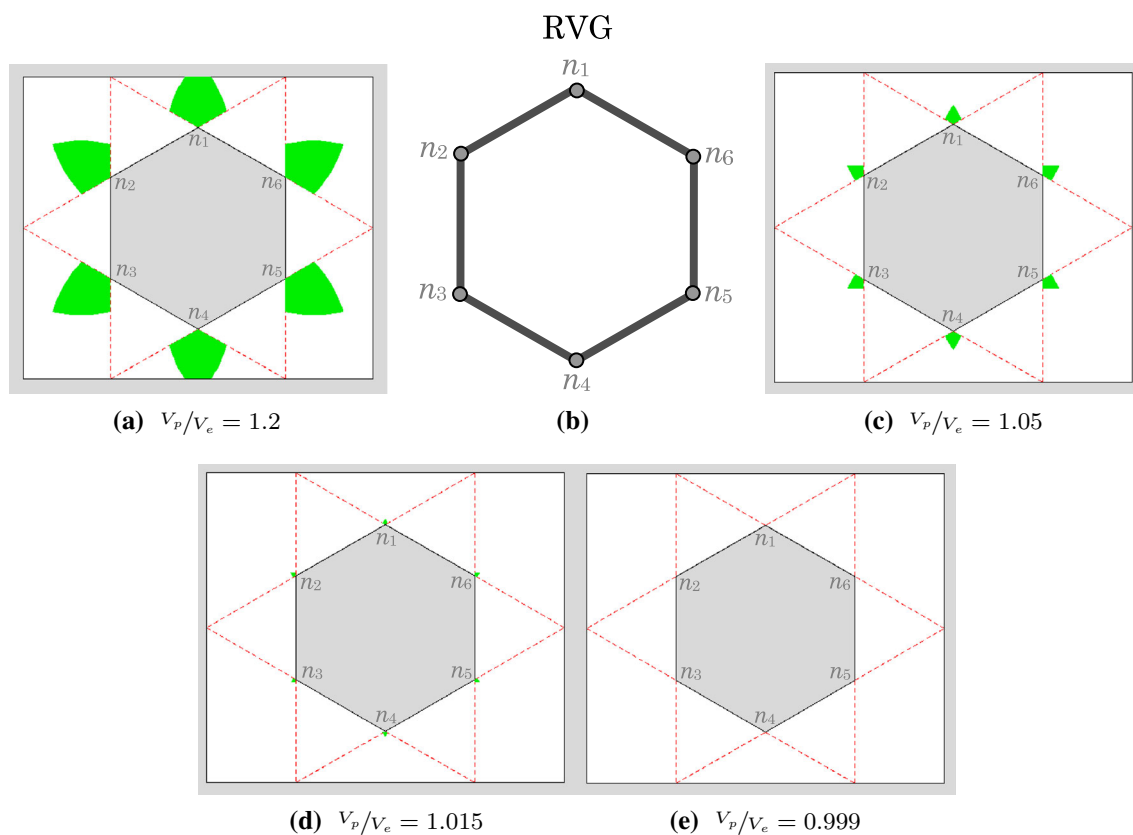 RVG
n1
n2
n6
n3
n5
n4
(a) Vp/Ve = 1.2
n1
n2
n6
n3
n5
n4
(b)
n1
n2
n6
n3
n5
n4
(c) Vp/Ve = 1.05
n1
n2
n6
n3
n5
n4
(d) Vp/Ve = 1.015
n1
n2
n6
n3
n5
n4
(e) Vp/Ve = 0.999